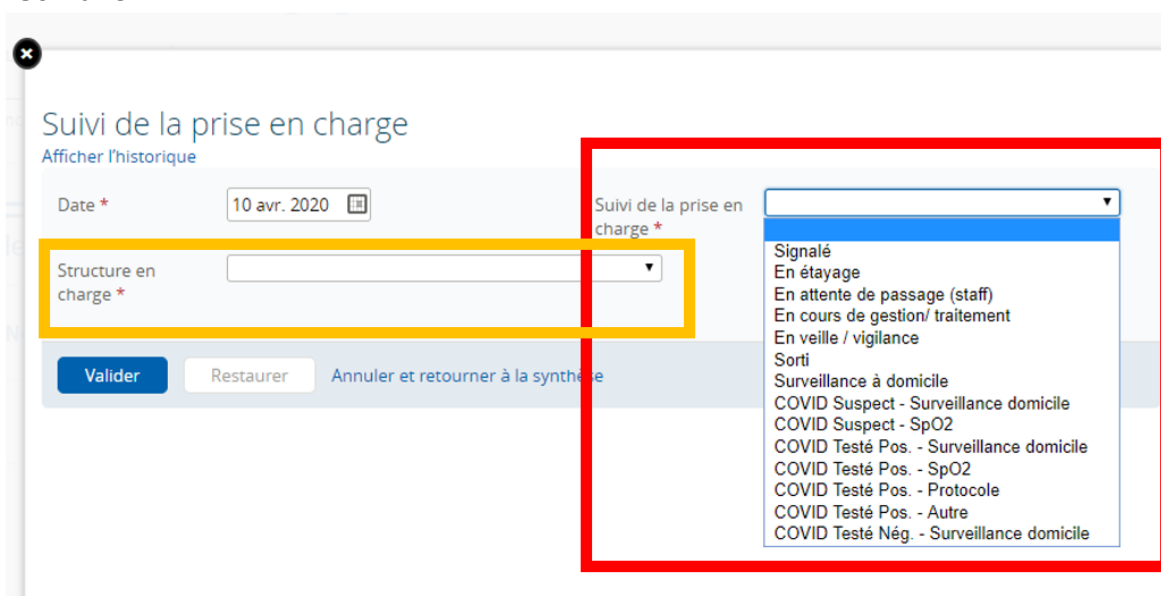 Suivi de la prise en charge
Afficher l'historique
Date *
10 avr. 2020
Suivi de la prise en
charge *
Structure en
charge *
Signalé
En étayage
En attente de passage (staff)
En cours de gestion/ traitement
En veille / vigilance
Sorti
Surveillance à domicile
COVID Suspect - Surveillance domicile
COVID Suspect - SpO2
COVID Testé Pos. - Surveillance domicile
COVID Testé Pos. - SpO2
COVID Testé Pos. - Protocole
COVID Testé Pos. - Autre
COVID Testé Nég. - Surveillance domicile
Valider
Restaurer
Annuler et retourner à la synthèse